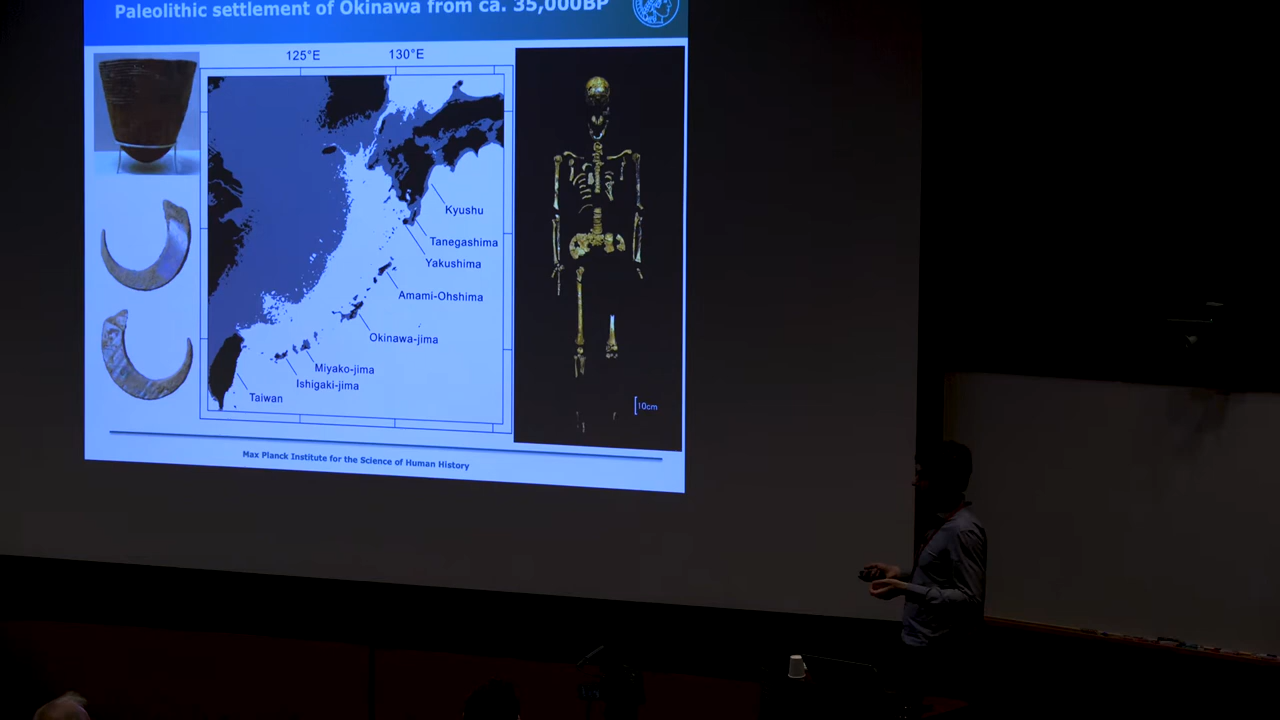 Paleolithic settlement of Okinawa from ca. 35,000BP
125°E
130°E
Kyushu
Tanegashima
Yakushima
Amami-Ohshima
Okinawa-jima
Miyako-jima
Ishigaki-jima
Taiwan
10cm
Max Planck Institute for the Science of Human History